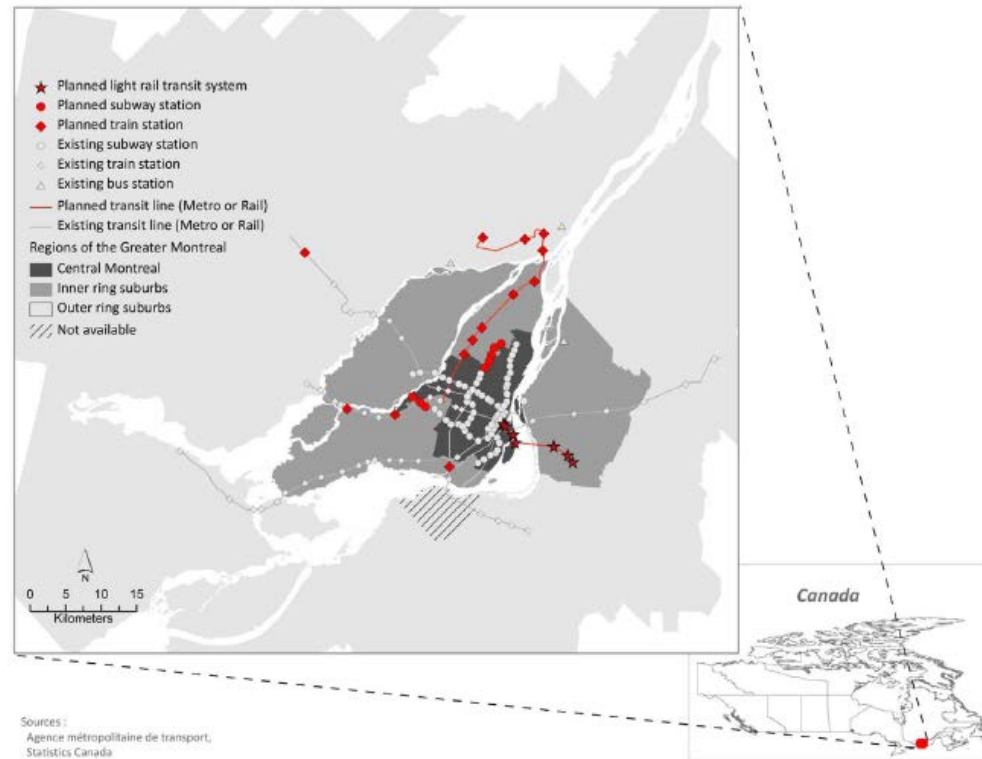 Planned light rail transit system
Planned subway station
Planned train station
Existing subway station
Existing train station
Existing bus station
Planned transit line (Metro or Rail)
Existing transit line (Metro or Rail)
Regions of the Greater Montreal
Central Montreal
Inner ring suburbs
Outer ring suburbs
Not available
N
0 5 10 15
Kilometers
Canada
Sources :
Agence métropolitaine de transport,
Statistics Canada